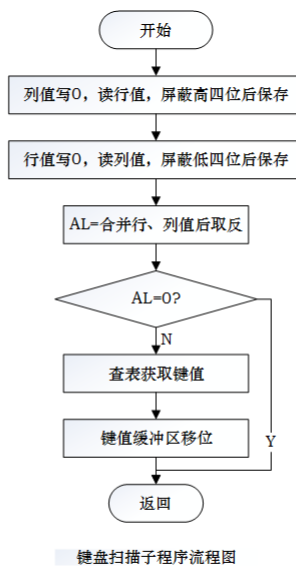 开始
列值写0，读行值，屏蔽高四位后保存
行值写0，读列值，屏蔽低四位后保存
AL=合并行、列值后取反
AL=0?
N
查表获取键值
键值缓冲区移位
Y
返回
键盘扫描子程序流程图